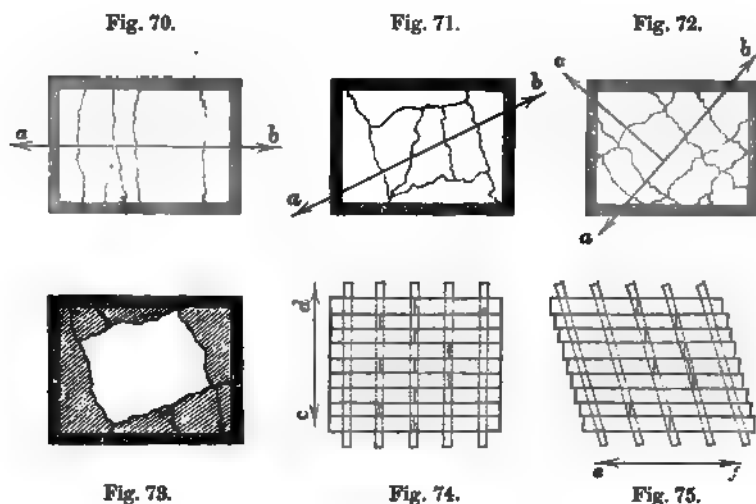 Fig. 70.
Fig. 71.
Fig. 72.
a b
a b
c b a
d c
e f
Fig. 73.
Fig. 74.
Fig. 75.